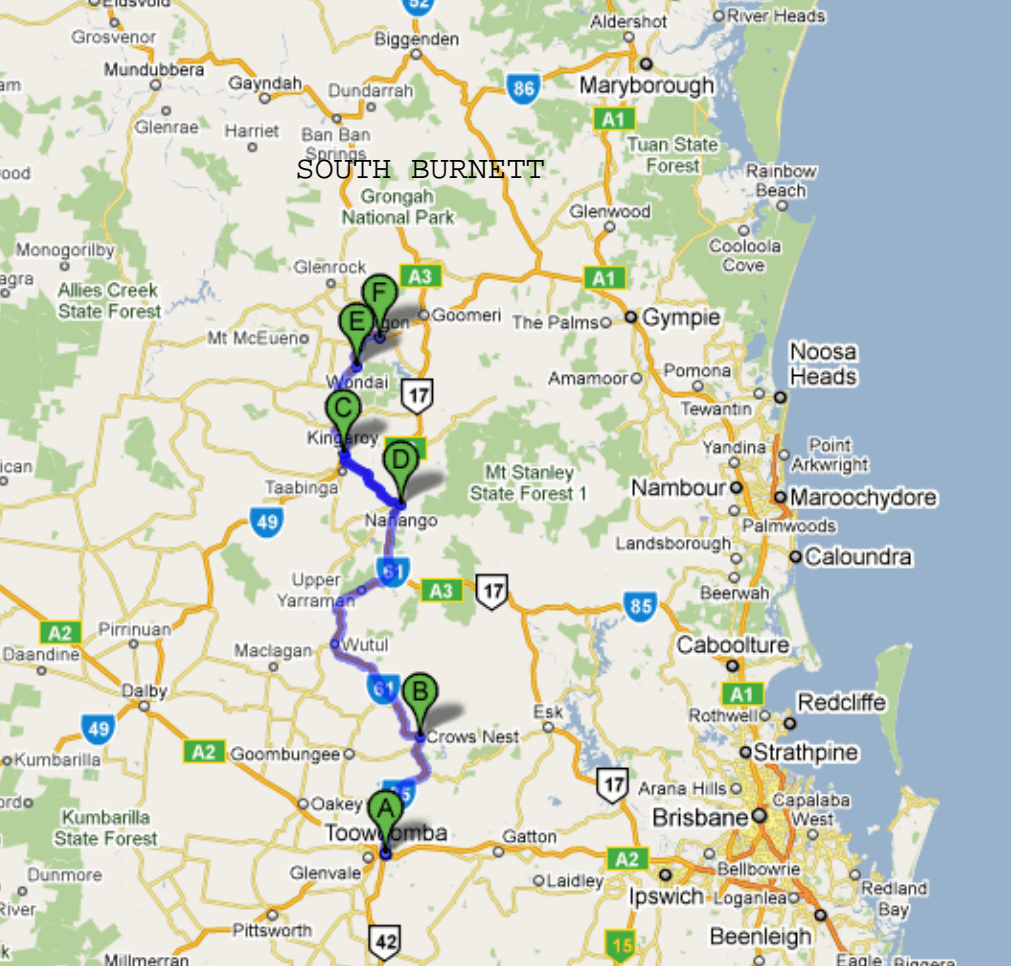 Eidsvold
52
River Heads
Aldershot
Grosvenor
Biggenden
Mundubbera
Gayndah
Dundarrah
86
Maryborough
Glenrae
Harriet
Ban Ban
Springs
A1
Tuan State
Forest
SOUTH BURNETT
Rainbow
Beach
Grongah
National Park
Glenwood
Monogorilby
Cooloola
Cove
Glenrock
A3
A1
Allies Creek
State Forest
F
E
Goomeri
The Palms
Gympie
Mt McEueno
Noosa
Heads
Wondai
17
Amamoor
Pomona
C
Tewantin
Kingaroy
D
Yandina
Point
Arkwright
Taabinga
Mt Stanley
State Forest 1
Nambour
Maroochydore
49
Nanango
Palmwoods
Landsborough
Caloundra
61
Upper
Yarraman
A3
17
Beerwah
85
A2
Pirrinuan
Wutul
Caboolture
Daandine
Maclagan
61
B
A1
Redcliffe
Dalby
Esk
Rothwell
49
Crows Nest
A2
Goombungee
Strathpine
Kumbarilla
17
Arana Hills
Oakey
A
Capalaba
West
Kumbarilla
State Forest
Brisbane
Toowoomba
Gatton
A2
Glenvale
Bellbowrie
Dunmore
Laidley
Ipswich
Loganlea
Redland
Bay
River
Pittsworth
42
15
Beenleigh
Millmerran
Eagle
Biggera